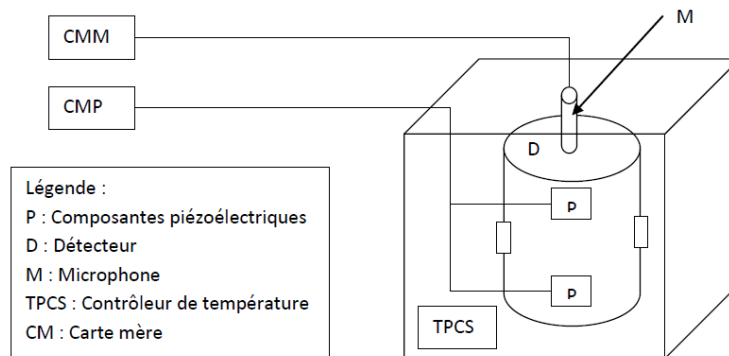 CMM
M
CMP
D
Légende :
P : Composantes piézoélectriques
D : Détecteur
M : Microphone
TPCS : Contrôleur de température
CM : Carte mère
P
P
TPCS